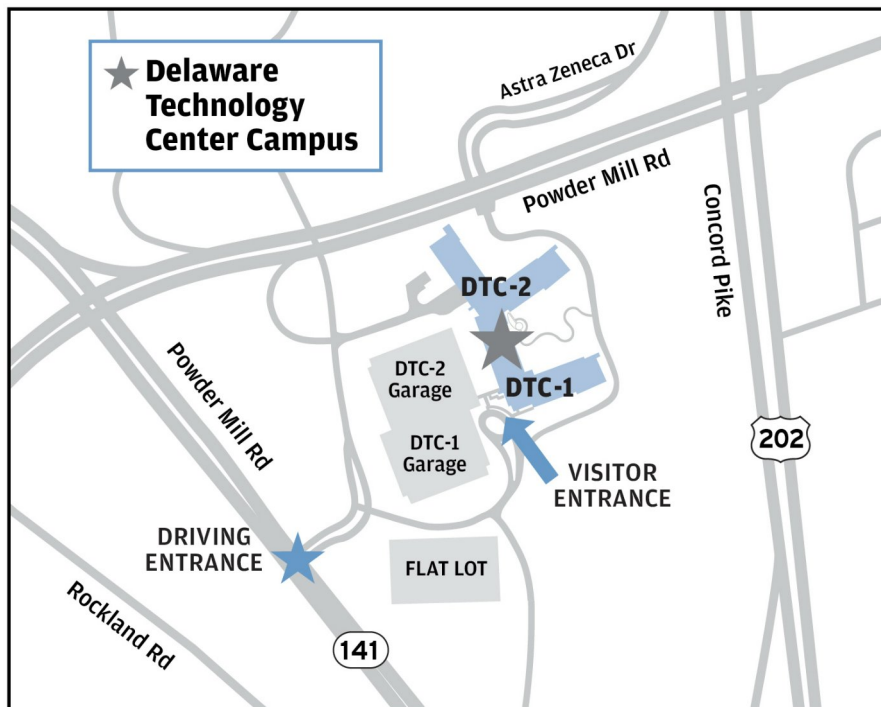 Delaware
Technology
Center Campus
Astra Zeneca Dr
Powder Mill Rd
Concord Pike
DTC-2
DTC-2
Garage
DTC-1
Powder Mill Rd
DTC-1
Garage
202
VISITOR
ENTRANCE
DRIVING
ENTRANCE
FLAT LOT
Rockland Rd
141